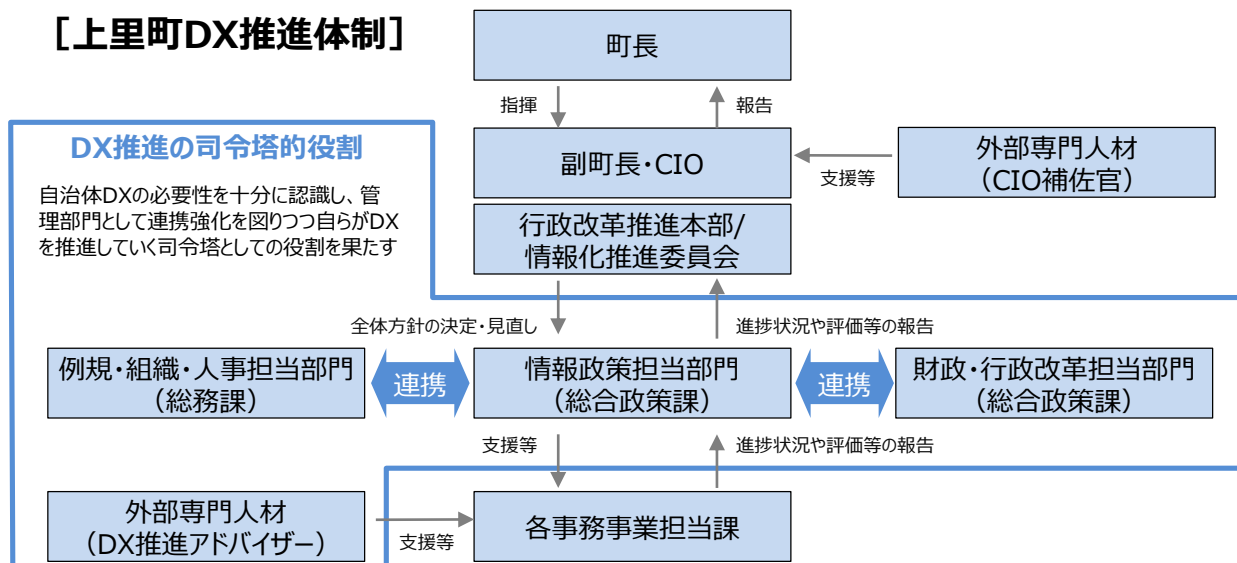 ［上里町DX推進体制］
町長
指揮
報告
DX推進の司令塔的役割
自治体DXの必要性を十分に認識し、管
理部門として連携強化を図りつつ自らがDX
を推進していく司令塔としての役割を果たす
副町長・CIO
支援等
外部専門人材
（CIO補佐官）
行政改革推進本部/
情報化推進委員会
全体方針の決定・見直し
進捗状況や評価等の報告
例規・組織・人事担当部門
（総務課）
連携
情報政策担当部門
（総合政策課）
連携
財政・行政改革担当部門
（総合政策課）
支援等
進捗状況や評価等の報告
外部専門人材
（DX推進アドバイザー）
支援等
各事務事業担当課